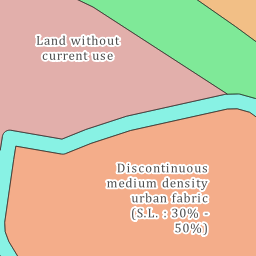 Land without
current use
Discontinuous
medium density
urban fabric
(S.L. : 30% -
50%)